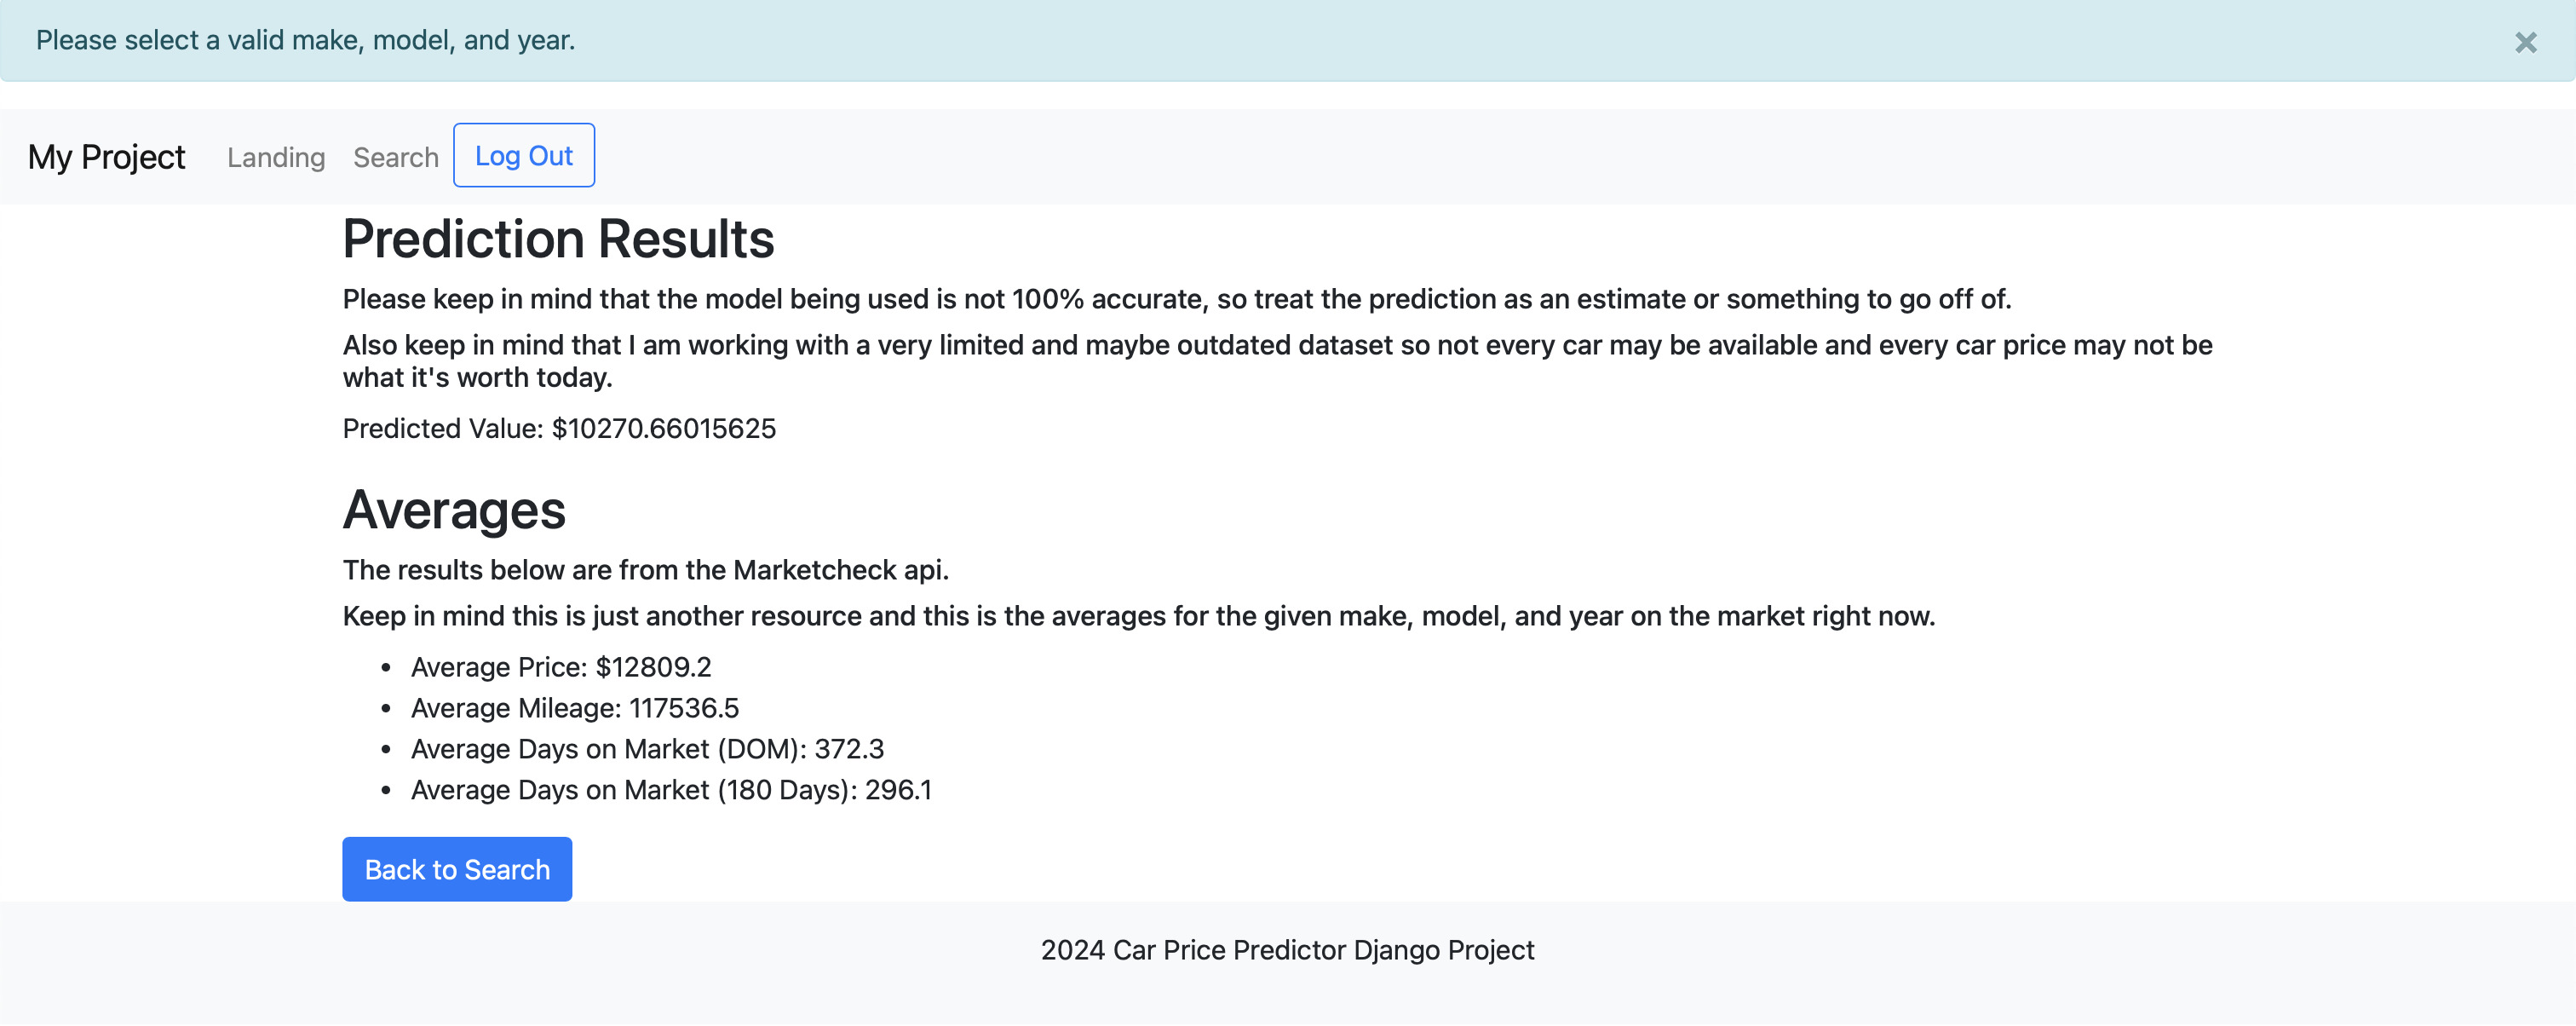 Please select a valid make, model, and year.
×
My Project Landing Search Log Out
Prediction Results
Please keep in mind that the model being used is not 100% accurate, so treat the prediction as an estimate or something to go off of.
Also keep in mind that I am working with a very limited and maybe outdated dataset so not every car may be available and every car price may not be
what it's worth today.
Predicted Value: $10270.66015625
Averages
The results below are from the Marketcheck api.
Keep in mind this is just another resource and this is the averages for the given make, model, and year on the market right now.
• Average Price: $12809.2
• Average Mileage: 117536.5
• Average Days on Market (DOM): 372.3
• Average Days on Market (180 Days): 296.1
Back to Search
2024 Car Price Predictor Django Project